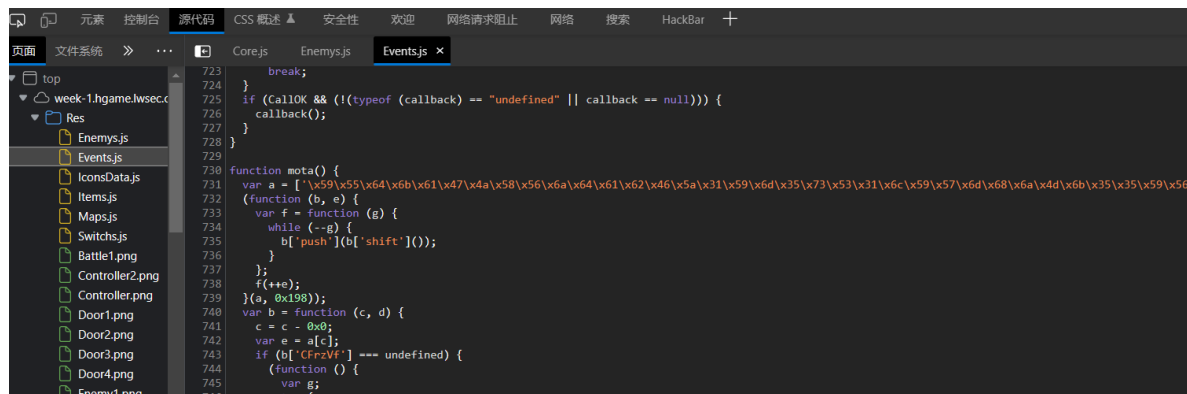 元素 控制台 源代码 CSS 概述 安全性 欢迎 网络请求阻止 网络 搜索 HackBar
页面 文件系统 Core.js Enemys.js Events.js ×
top
week-1.hgame.lwsec.c
Res
Enemys.js
Events.js
IconsData.js
Items.js
Maps.js
Switchs.js
Battle1.png
Controller2.png
Controller.png
Door1.png
Door2.png
Door3.png
Door4.png
Enemy1.png
723 break;
724 }
725 if (CallOK && (!(typeof (callback) == "undefined" || callback == null))) {
726 callback();
727 }
728 }
729
730 function mota() {
731 var a = ['\x59\x55\x64\x6b\x61\x47\x4a\x58\x56\x6a\x64\x61\x62\x46\x5a\x31\x59\x6d\x35\x73\x53\x31\x6c\x59\x57\x6d\x68\x6a\x4d\x6b\x35\x35\x59\x56
732 (function (b, e) {
733 var f = function (g) {
734 while (--g) {
735 b['push'](b['shift']());
736 }
737 };
738 f(++e);
739 }(a, 0x198));
740 var b = function (c, d) {
741 c = c - 0x0;
742 var e = a[c];
743 if (b['CFrzVf'] === undefined) {
744 (function () {
745 var g;